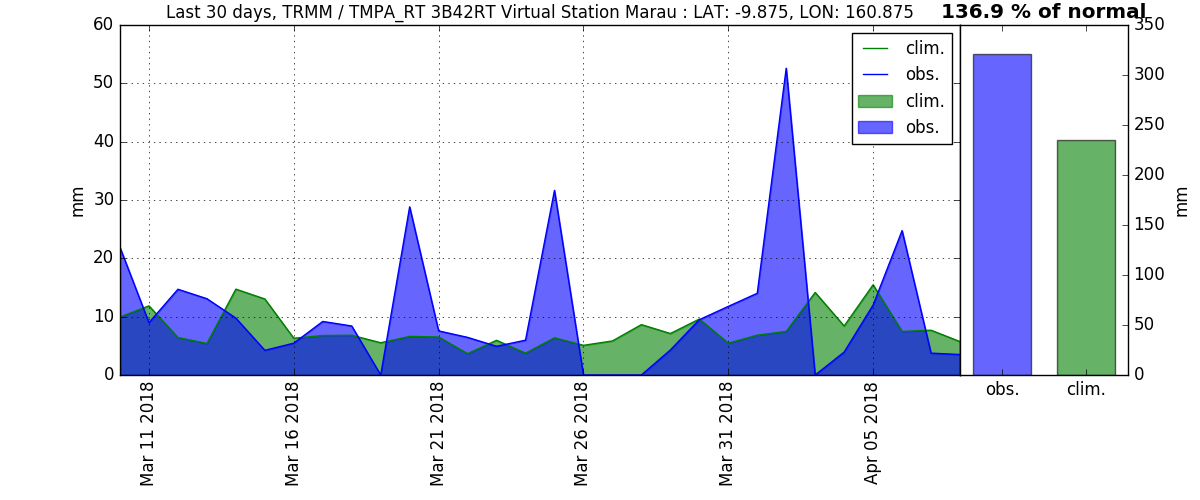 Last 30 days, TRMM / TMPA_RT 3B42RT Virtual Station Marau : LAT: -9.875, LON: 160.875
136.9 % of normal
60
50
40
30
20
10
0
mm
clim.
obs.
clim.
obs.
350
300
250
200
150
100
50
0
mm
Mar 11 2018
Mar 16 2018
Mar 21 2018
Mar 26 2018
Mar 31 2018
Apr 05 2018
obs.
clim.